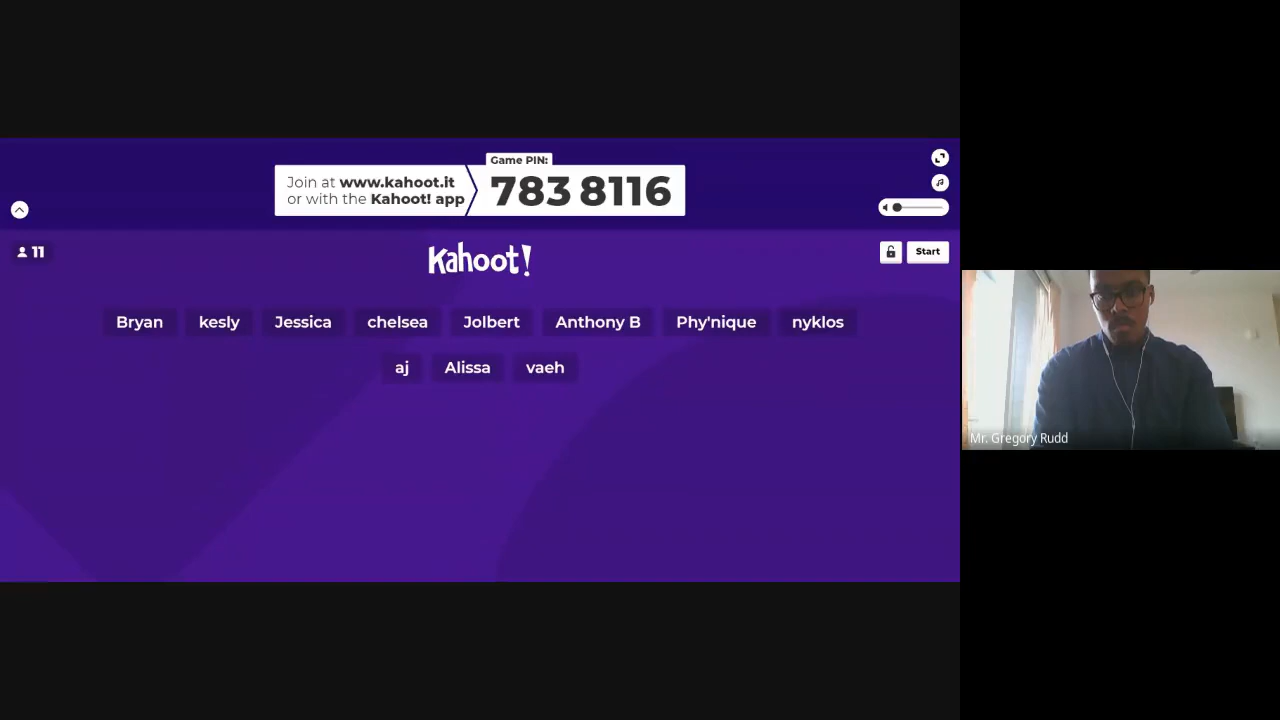 Game PIN:
Join at www.kahoot.it
or with the Kahoot! app
783 8116
11
Kahoot!
Start
Bryan kesly Jessica chelsea Jolbert Anthony B Phy'nique nyklos
aj Alissa vaeh
Mr. Gregory Rudd